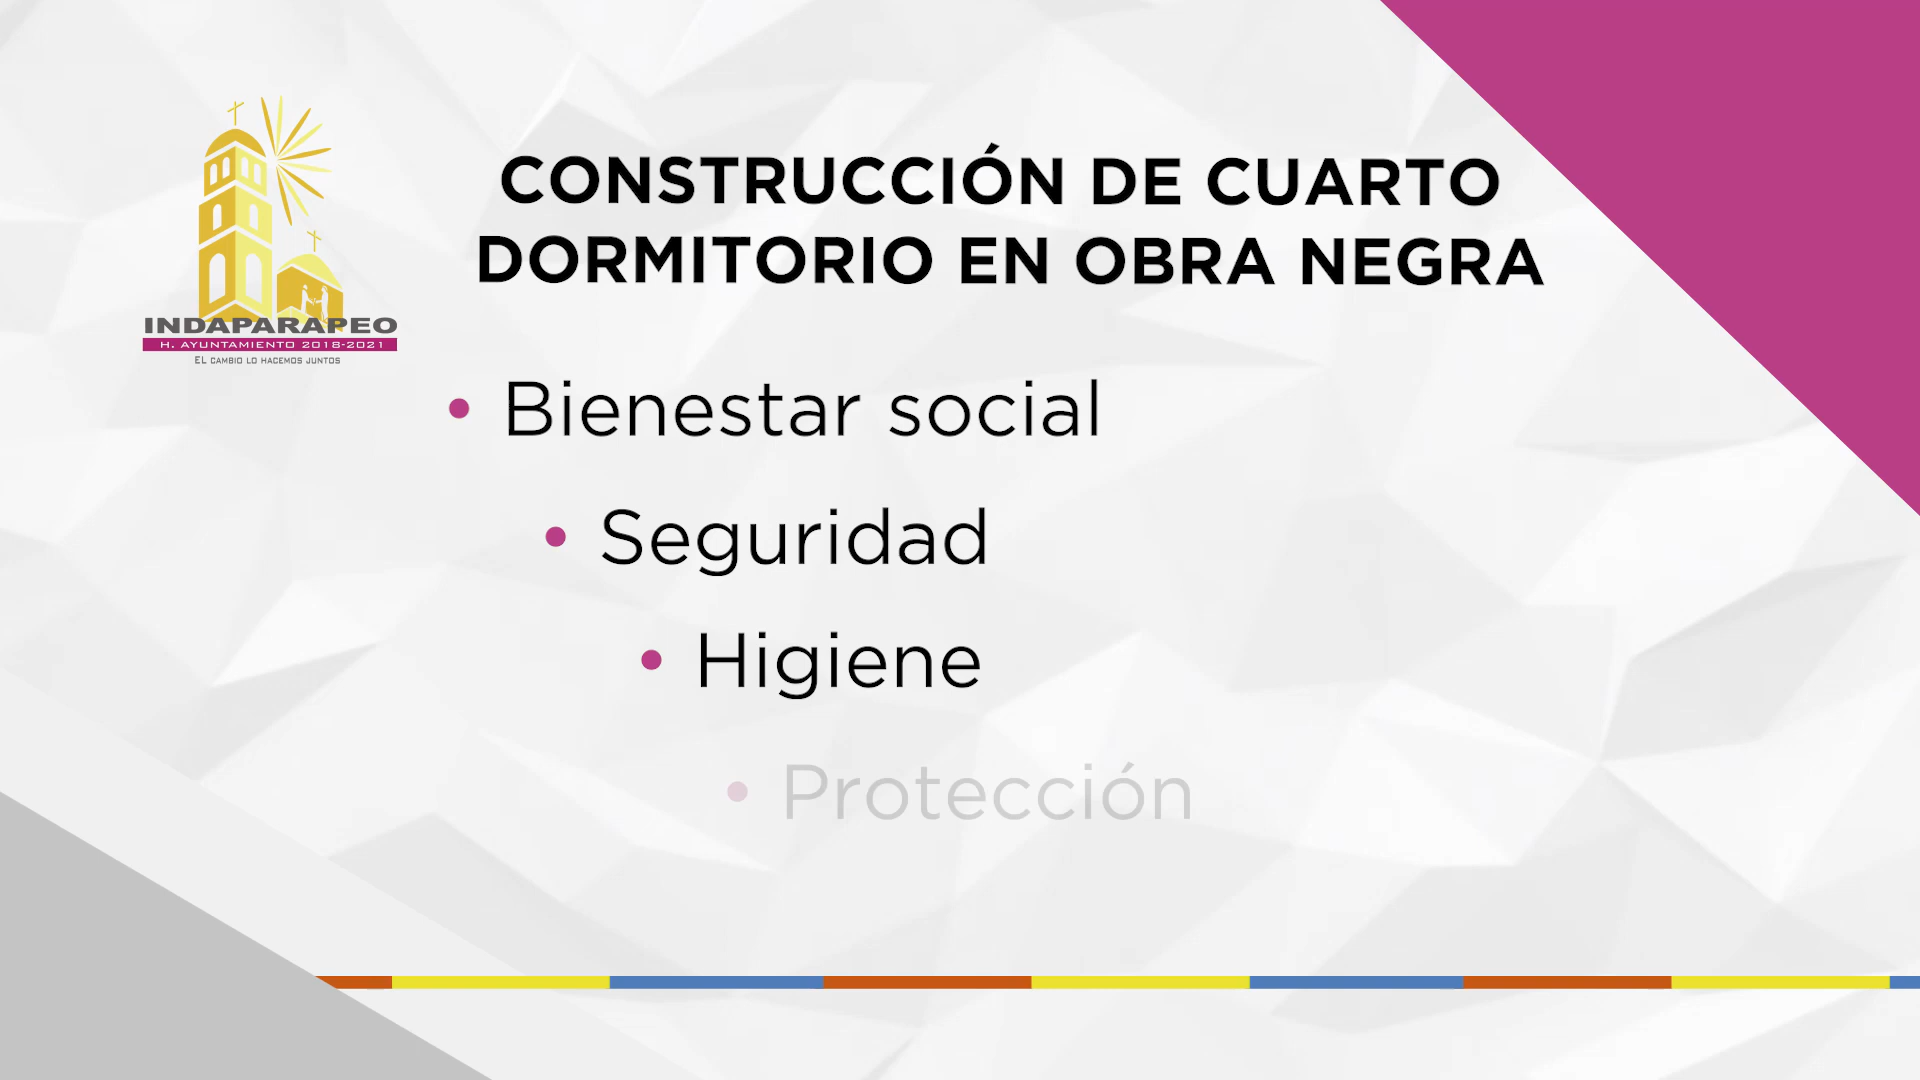 CONSTRUCCIÓN DE CUARTO
DORMITORIO EN OBRA NEGRA
INDAPARAPEO
H. AYUNTAMIENTO 2018-2021
EL CAMBIO LO HACEMOS JUNTOS
• Bienestar social
• Seguridad
• Higiene
• Protección